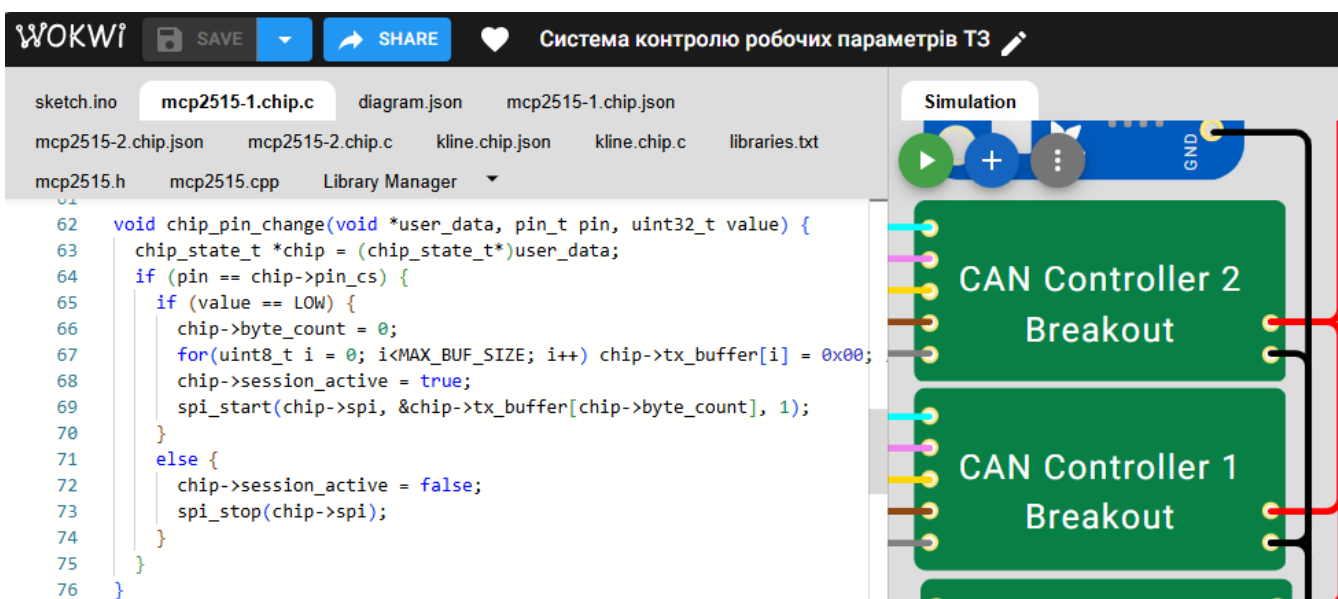 WOKWi SAVE SHARE Система контролю робочих параметрів ТЗ
sketch.ino mcp2515-1.chip.c diagram.json mcp2515-1.chip.json
mcp2515-2.chip.json mcp2515-2.chip.c kline.chip.json kline.chip.c libraries.txt
mcp2515.h mcp2515.cpp Library Manager
Simulation
GND
61
62 void chip_pin_change(void *user_data, pin_t pin, uint32_t value) {
63 chip_state_t *chip = (chip_state_t*)user_data;
64 if (pin == chip->pin_cs) {
65 if (value == LOW) {
66 chip->byte_count = 0;
67 for(uint8_t i = 0; i<MAX_BUF_SIZE; i++) chip->tx_buffer[i] = 0x00;
68 chip->session_active = true;
69 spi_start(chip->spi, &chip->tx_buffer[chip->byte_count], 1);
70 }
71 else {
72 chip->session_active = false;
73 spi_stop(chip->spi);
74 }
75 }
76 }
CAN Controller 2
Breakout
CAN Controller 1
Breakout